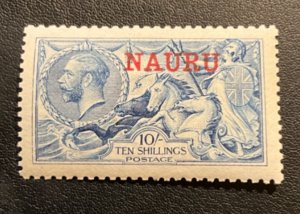 NAURU
10/-
TEN SHILLINGS
POSTAGE